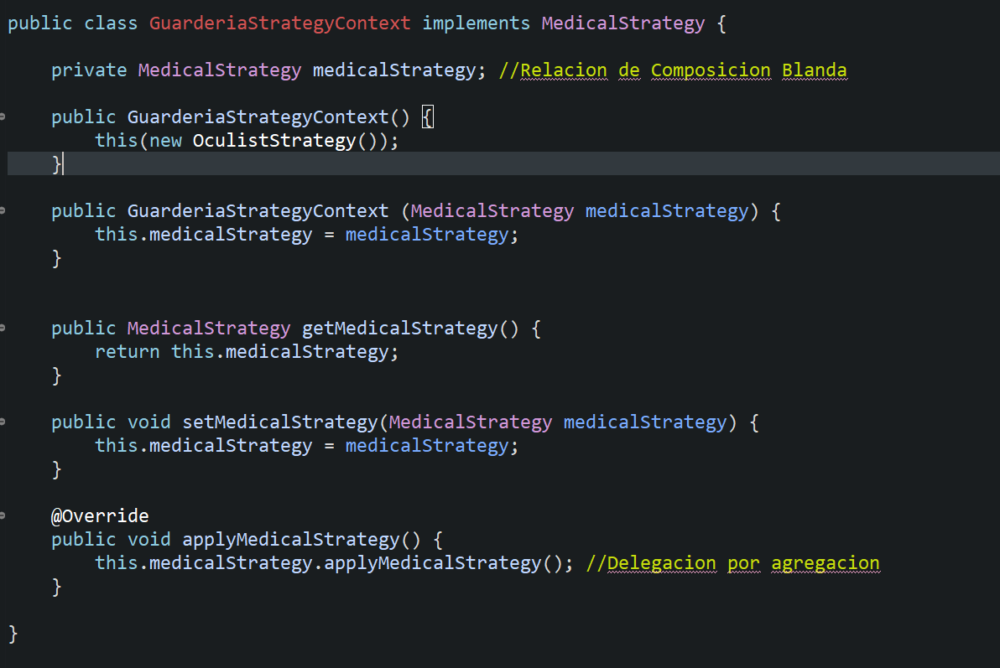 public class GuarderiaStrategyContext implements MedicalStrategy {
private MedicalStrategy medicalStrategy; //Relacion de Composicion Blanda
public GuarderiaStrategyContext() {
this(new OculistStrategy());
}
public GuarderiaStrategyContext (MedicalStrategy medicalStrategy) {
this.medicalStrategy = medicalStrategy;
}
public MedicalStrategy getMedicalStrategy() {
return this.medicalStrategy;
}
public void setMedicalStrategy(MedicalStrategy medicalStrategy) {
this.medicalStrategy = medicalStrategy;
}
@Override
public void applyMedicalStrategy() {
this.medicalStrategy.applyMedicalStrategy(); //Delegacion por agregacion
}
}